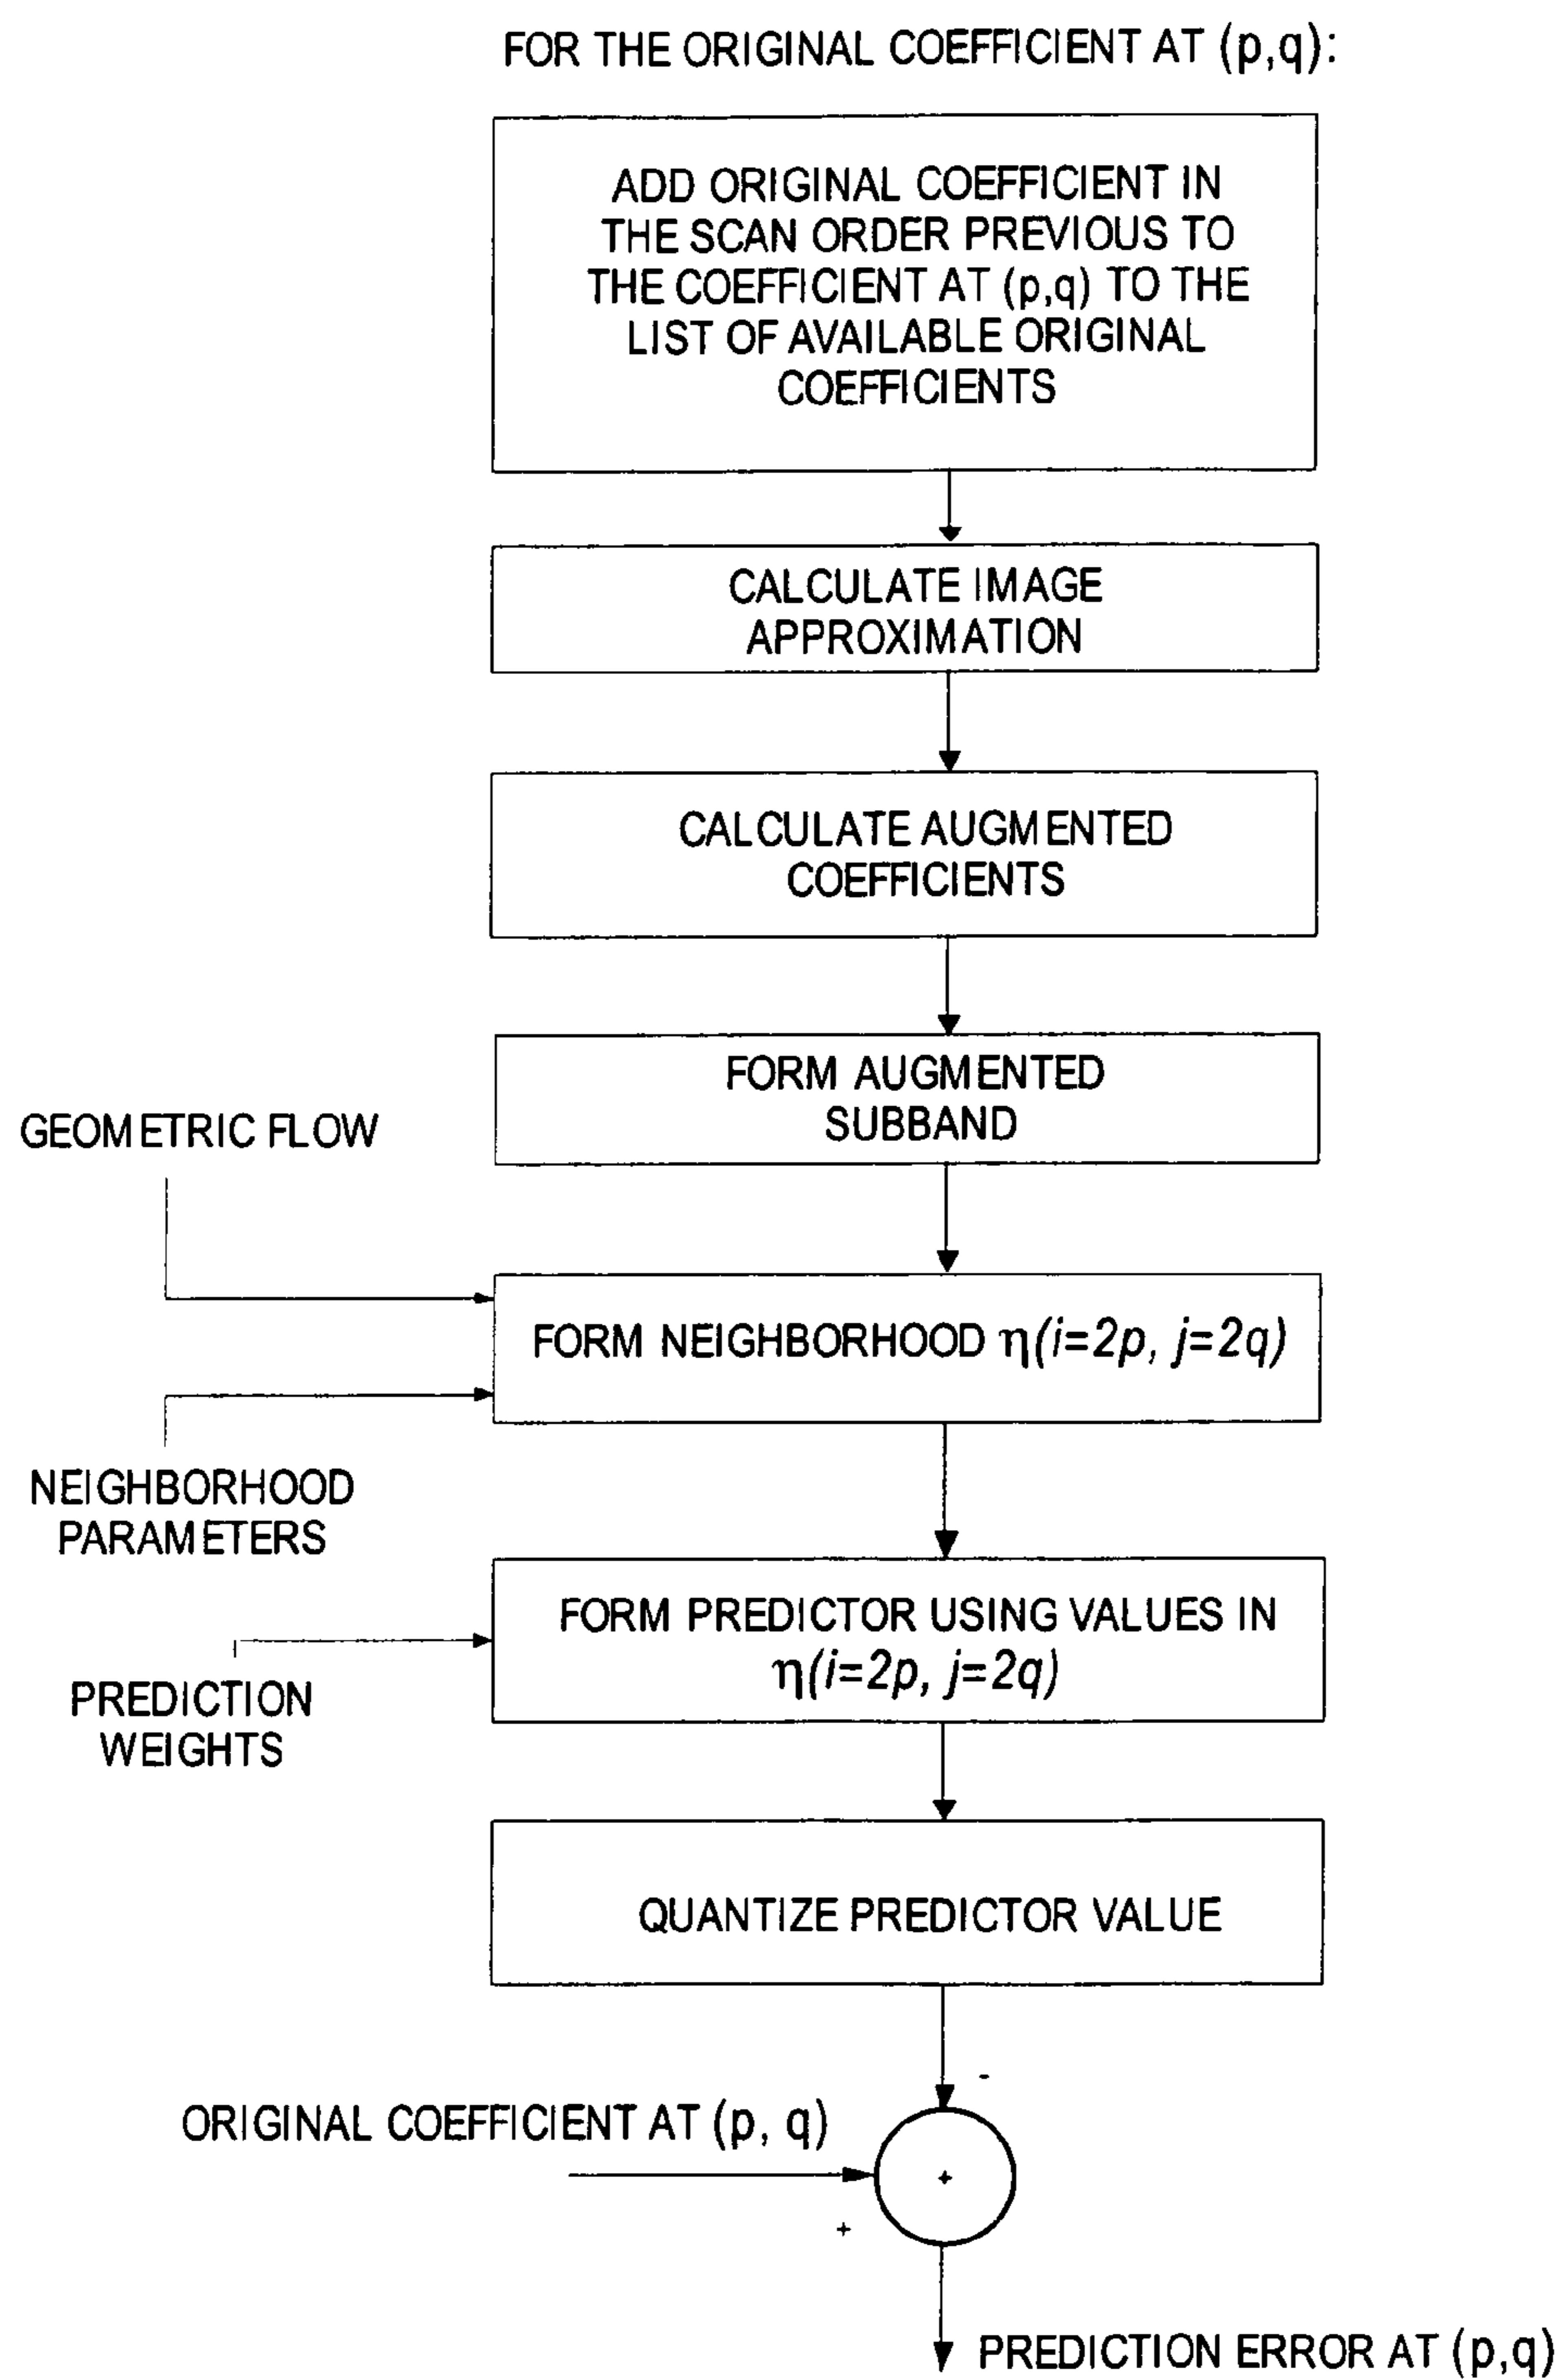 FOR THE ORIGINAL COEFFICIENT AT (p,q):
ADD ORIGINAL COEFFICIENT IN
THE SCAN ORDER PREVIOUS TO
THE COEFFICIENT AT (p,q) TO THE
LIST OF AVAILABLE ORIGINAL
COEFFICIENTS
CALCULATE IMAGE
APPROXIMATION
CALCULATE AUGMENTED
COEFFICIENTS
FORM AUGMENTED
SUBBAND
GEOMETRIC FLOW
FORM NEIGHBORHOOD η(i=2p, j=2q)
NEIGHBORHOOD
PARAMETERS
FORM PREDICTOR USING VALUES IN
η(i=2p, j=2q)
PREDICTION
WEIGHTS
QUANTIZE PREDICTOR VALUE
-
ORIGINAL COEFFICIENT AT (p, q)
+
+
PREDICTION ERROR AT (p,q)